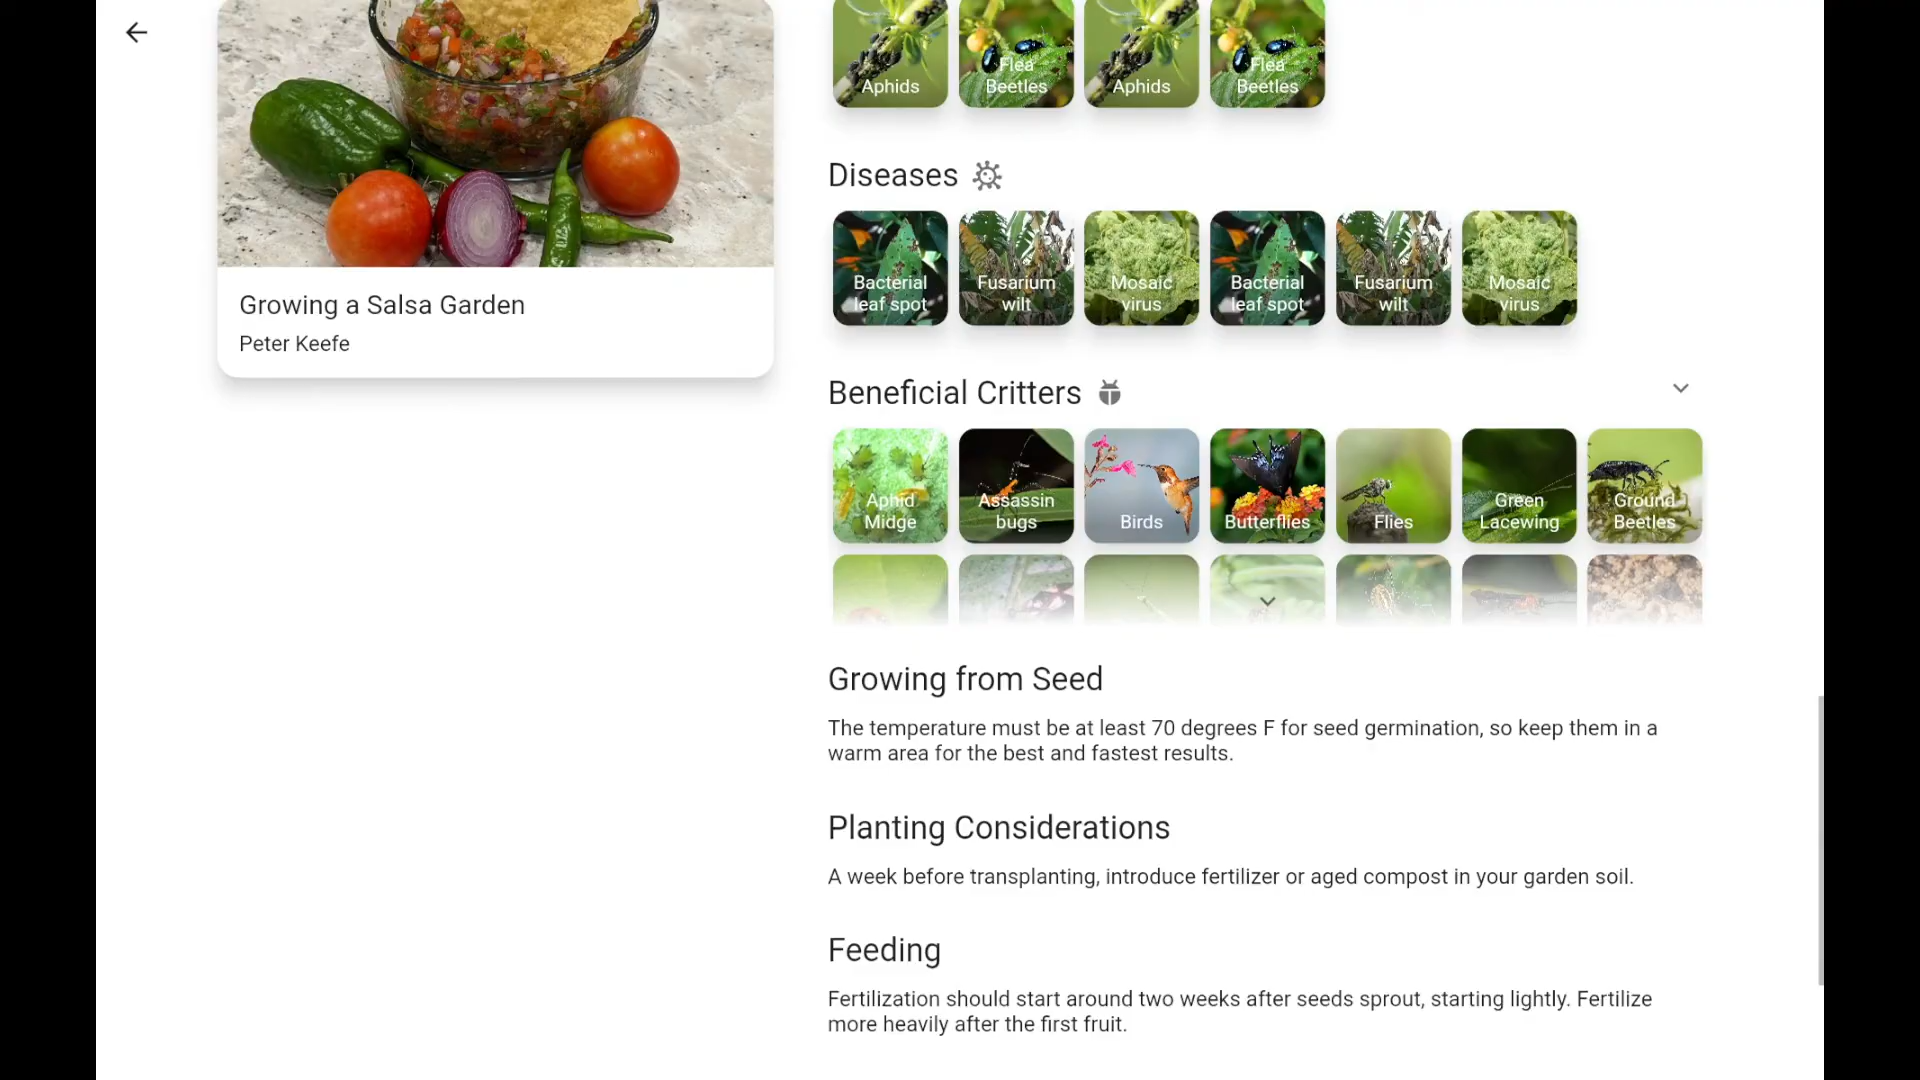 Aphids
Flea
Beetles
Aphids
Flea
Beetles
Diseases
Bacterial
leaf spot
Fusarium
wilt
Mosaic
virus
Bacterial
leaf spot
Fusarium
wilt
Mosaic
virus
Growing a Salsa Garden
Peter Keefe
Beneficial Critters
Aphid
Midge
Assassin
bugs
Birds
Butterflies
Flies
Green
Lacewing
Ground
Beetles
Growing from Seed
The temperature must be at least 70 degrees F for seed germination, so keep them in a
warm area for the best and fastest results.
Planting Considerations
A week before transplanting, introduce fertilizer or aged compost in your garden soil.
Feeding
Fertilization should start around two weeks after seeds sprout, starting lightly. Fertilize
more heavily after the first fruit.